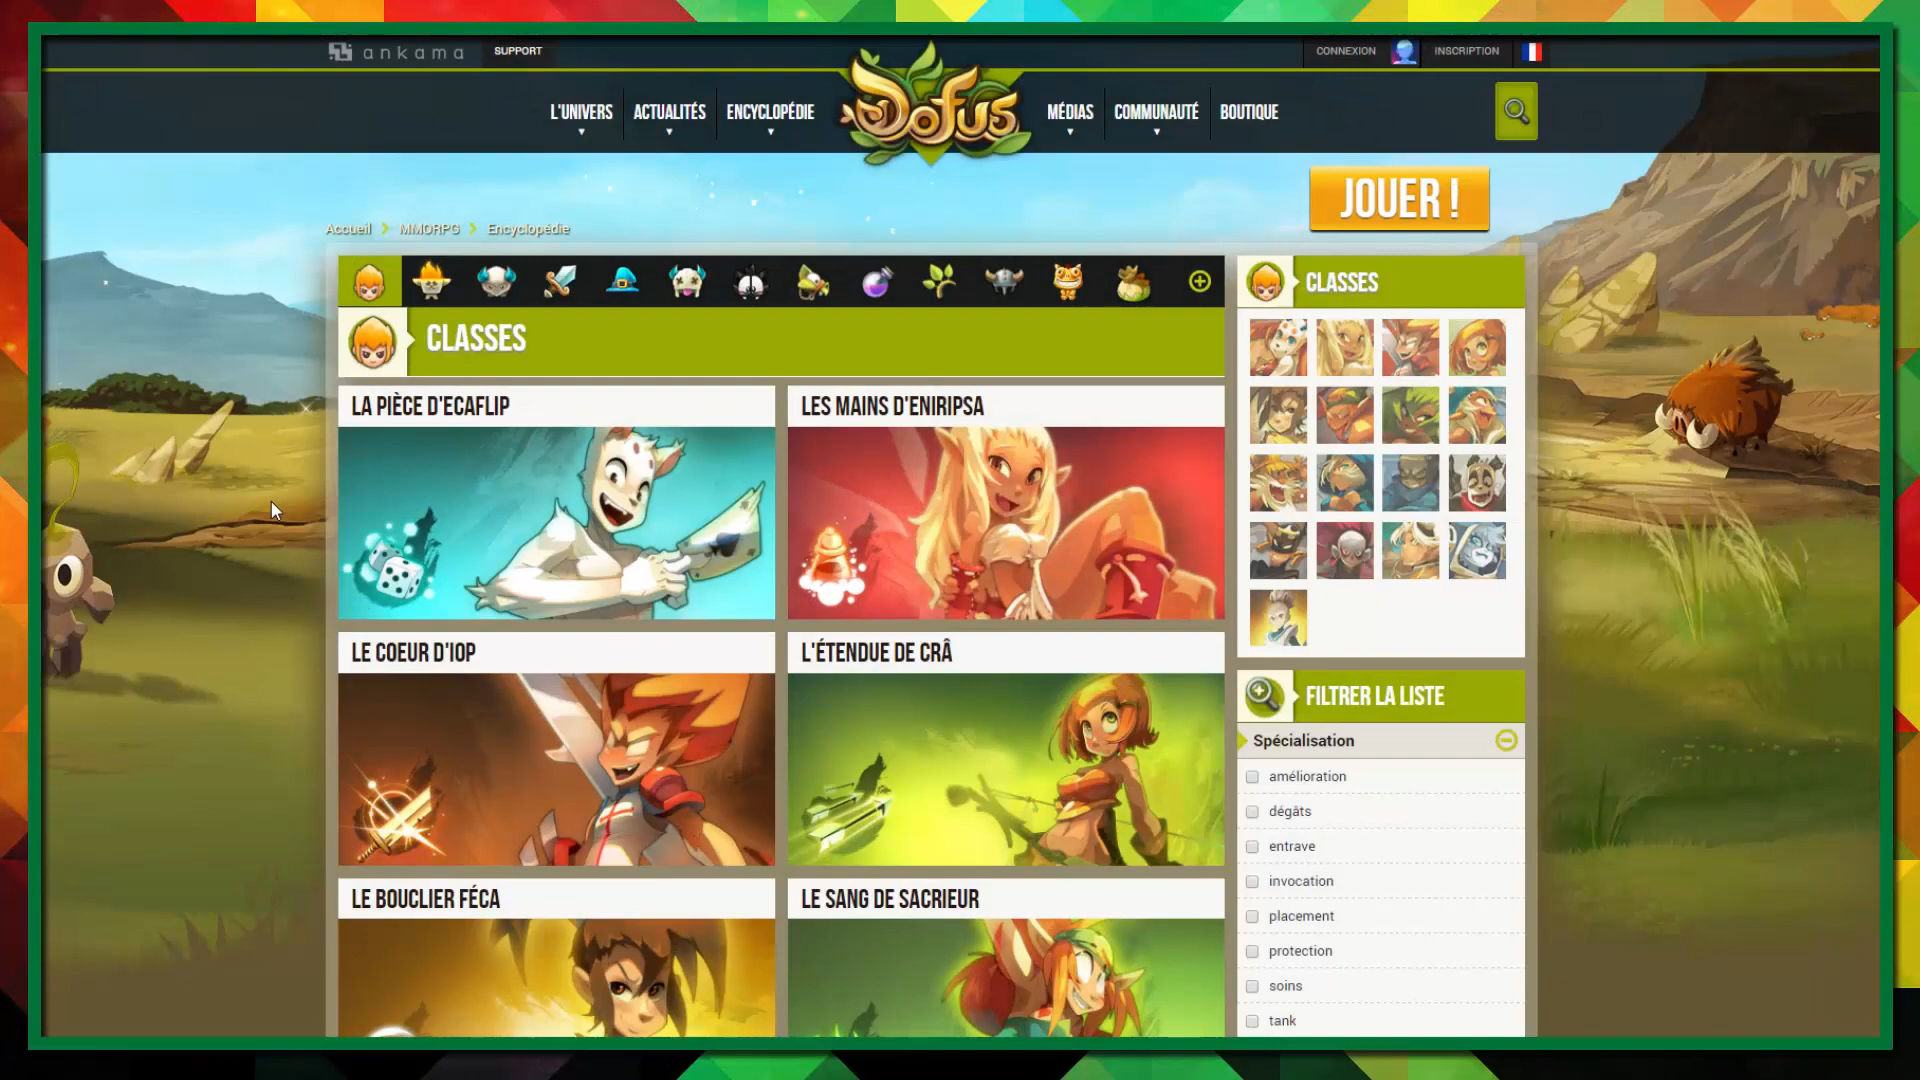 ankama
SUPPORT
CONNEXION
INSCRIPTION
L'UNIVERS
ACTUALITÉS
ENCYCLOPÉDIE
DOFUS
MÉDIAS
COMMUNAUTÉ
BOUTIQUE
JOUER !
Accueil
MMORPG
Encyclopédie
CLASSES
CLASSES
LA PIÈCE D'ECAFLIP
LES MAINS D'ENIRIPSA
LE COEUR D'IOP
L'ÉTENDUE DE CRÂ
LE BOUCLIER FÉCA
LE SANG DE SACRIEUR
FILTRER LA LISTE
Spécialisation
amélioration
dégâts
entrave
invocation
placement
protection
soins
tank